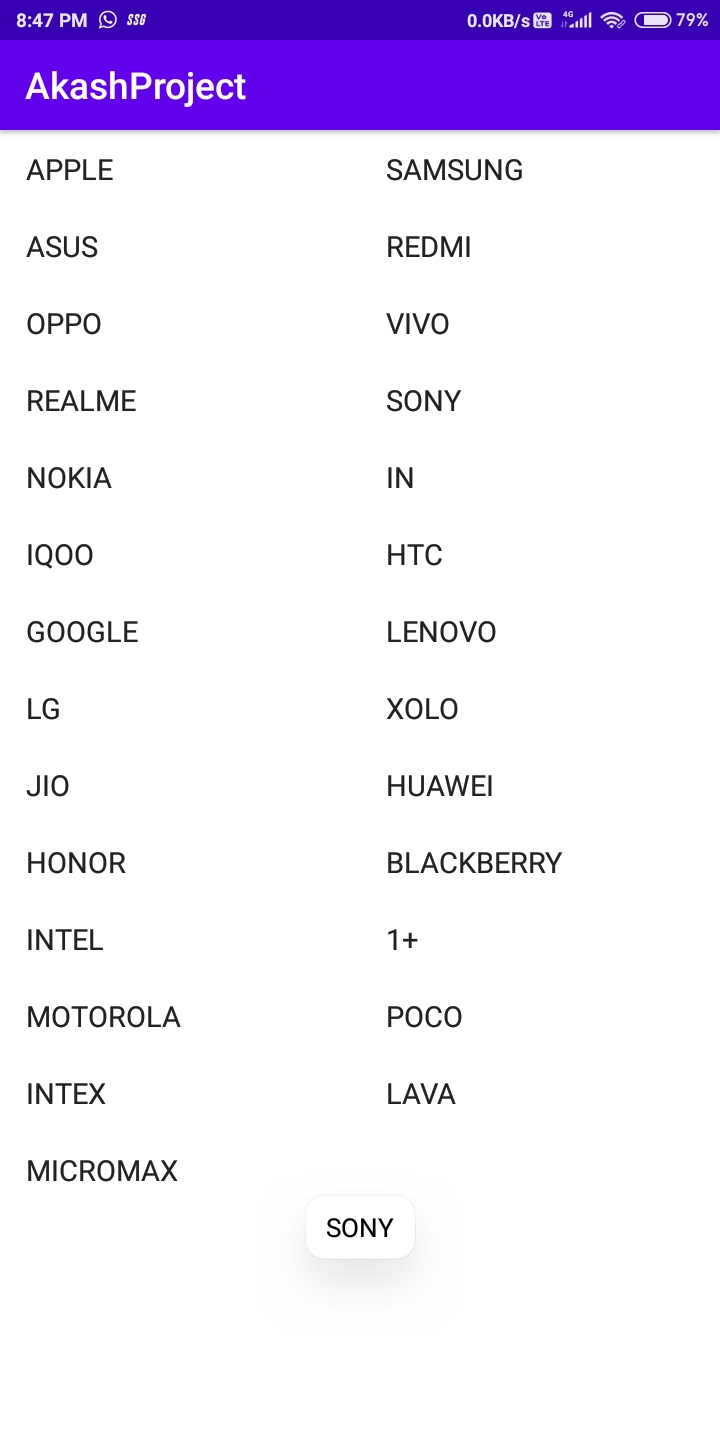 8:47 PM SSG 0.0KB/s Vo LTE 4G 79%
AkashProject
APPLE SAMSUNG
ASUS REDMI
OPPO VIVO
REALME SONY
NOKIA IN
IQOO HTC
GOOGLE LENOVO
LG XOLO
JIO HUAWEI
HONOR BLACKBERRY
INTEL 1+
MOTOROLA POCO
INTEX LAVA
MICROMAX
SONY